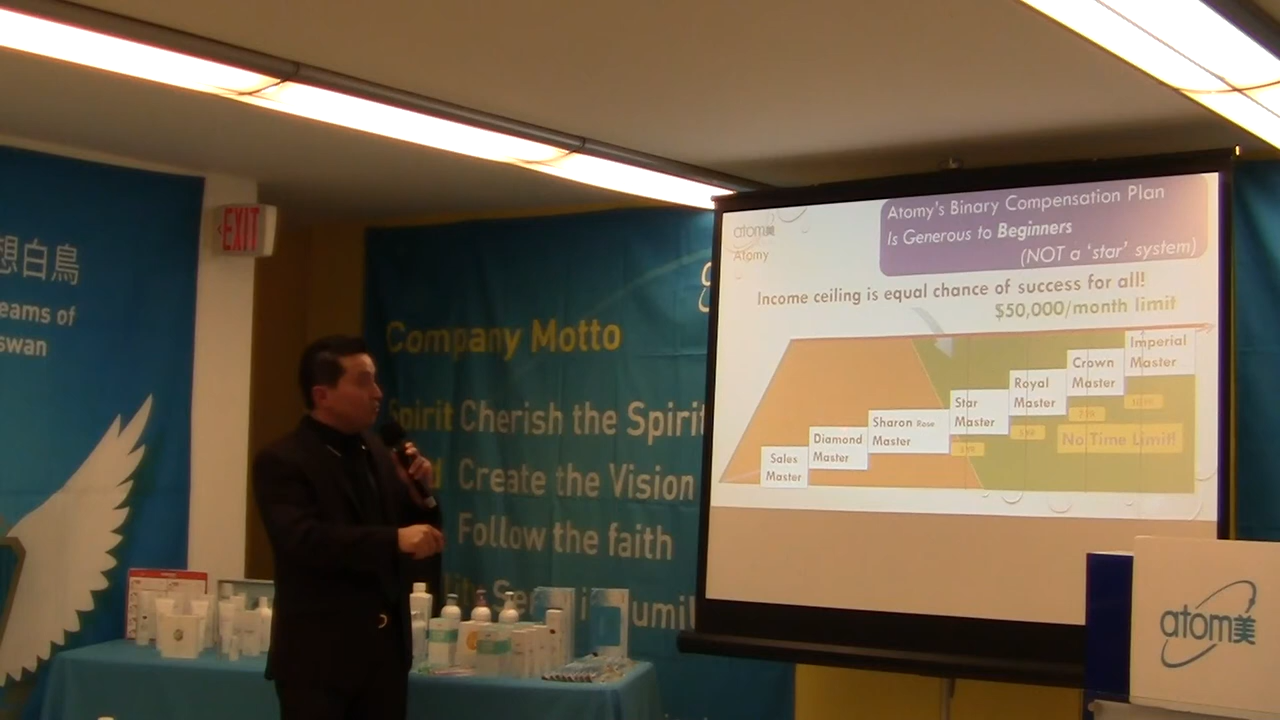 想白鳥
eams of
swan
EXIT
Company Motto
Spirit Cherish the Spirit
Create the Vision
Follow the faith
atom美
Atomy
Atomy's Binary Compensation Plan
Is Generous to Beginners
(NOT a 'star' system)
Income ceiling is equal chance of success for all!
$50,000/month limit
Imperial
Master
Crown
Master
Royal
Master
Star
Master
Sharon Rose
Master
Diamond
Master
Sales
Master
No Time Limit!
atom美